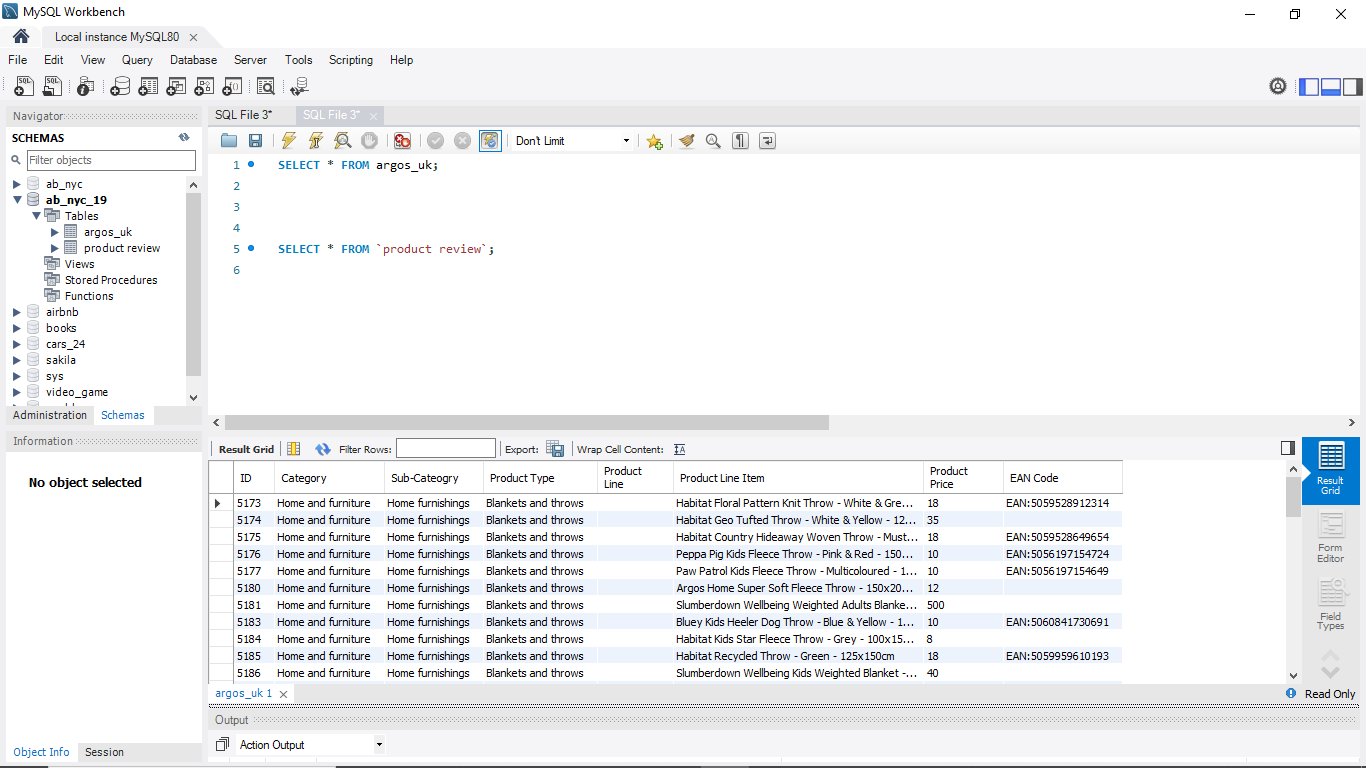 MySQL Workbench
Local instance MySQL80
File Edit View Query Database Server Tools Scripting Help
Navigator
SCHEMAS
Filter objects
ab_nyc
ab_nyc_19
Tables
argos_uk
product review
Views
Stored Procedures
Functions
airbnb
books
cars_24
sakila
sys
video_game
Administration Schemas
Information
No object selected
Object Info Session
SQL File 3* SQL File 3*
Don't Limit
1 SELECT * FROM argos_uk;
2
3
4
5 SELECT * FROM `product review`;
6
Result Grid Filter Rows: Export: Wrap Cell Content:
ID Category Sub-Cateogry Product Type Product Line Product Line Item Product Price EAN Code
5173 Home and furniture Home furnishings Blankets and throws Habitat Floral Pattern Knit Throw - White & Gre... 18 EAN:5059528912314
5174 Home and furniture Home furnishings Blankets and throws Habitat Geo Tufted Throw - White & Yellow - 12... 35
5175 Home and furniture Home furnishings Blankets and throws Habitat Country Hideaway Woven Throw - Must... 18 EAN:5059528649654
5176 Home and furniture Home furnishings Blankets and throws Peppa Pig Kids Fleece Throw - Pink & Red - 150... 10 EAN:5056197154724
5177 Home and furniture Home furnishings Blankets and throws Paw Patrol Kids Fleece Throw - Multicoloured - 1... 10 EAN:5056197154649
5180 Home and furniture Home furnishings Blankets and throws Argos Home Super Soft Fleece Throw - 150x20... 12
5181 Home and furniture Home furnishings Blankets and throws Slumberdown Wellbeing Weighted Adults Blanke... 500
5183 Home and furniture Home furnishings Blankets and throws Bluey Kids Heeler Dog Throw - Blue & Yellow - 1... 10 EAN:5060841730691
5184 Home and furniture Home furnishings Blankets and throws Habitat Kids Star Fleece Throw - Grey - 100x15... 8
5185 Home and furniture Home furnishings Blankets and throws Habitat Recycled Throw - Green - 125x150cm 18 EAN:5059959610193
5186 Home and furniture Home furnishings Blankets and throws Slumberdown Wellbeing Kids Weighted Blanket -... 40
Result Grid
Form Editor
Field Types
argos_uk 1
Read Only
Output
Action Output